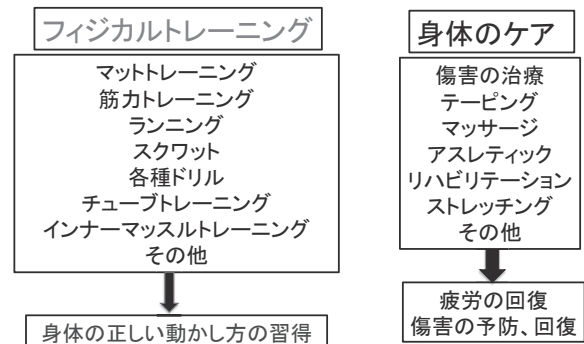 フィジカルトレーニング
マットトレーニング
筋力トレーニング
ランニング
スクワット
各種ドリル
チューブトレーニング
インナーマッスルトレーニング
その他
身体の正しい動かし方の習得
身体のケア
傷害の治療
テーピング
マッサージ
アスレティック
リハビリテーション
ストレッチング
その他
疲労の回復
傷害の予防、回復